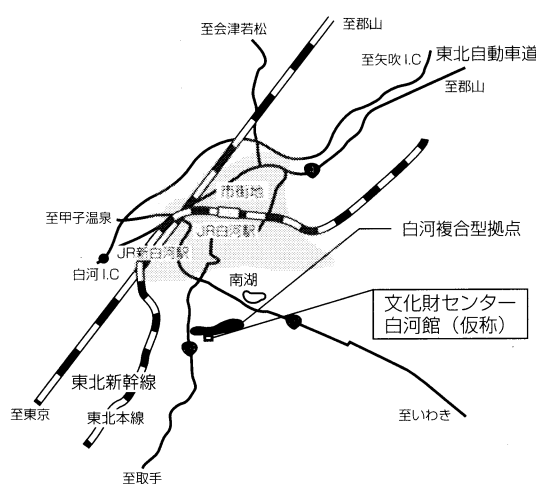 至会津若松
至郡山
至矢吹I.C
東北自動車道
至郡山
市街地
至甲子温泉
JR白河駅
白河複合型拠点
JR新白河駅
白河I.C
南湖
文化財センター
白河館（仮称）
東北新幹線
至東京
東北本線
至いわき
至取手